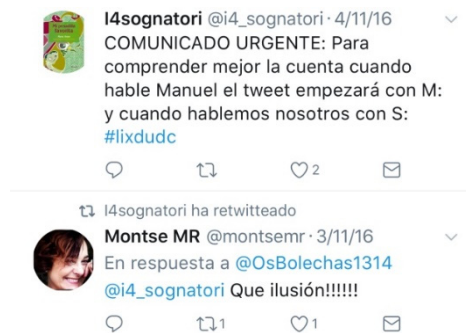 I4sognatori @i4_sognatori · 4/11/16
COMUNICADO URGENTE: Para
comprender mejor la cuenta cuando
hable Manuel el tweet empezará con M:
y cuando hablemos nosotros con S:
#lixdudc
2
I4sognatori ha retwitteado
Montse MR @montsemr · 3/11/16
En respuesta a @OsBolechas1314
@i4_sognatori Que ilusión!!!!!!
1 1